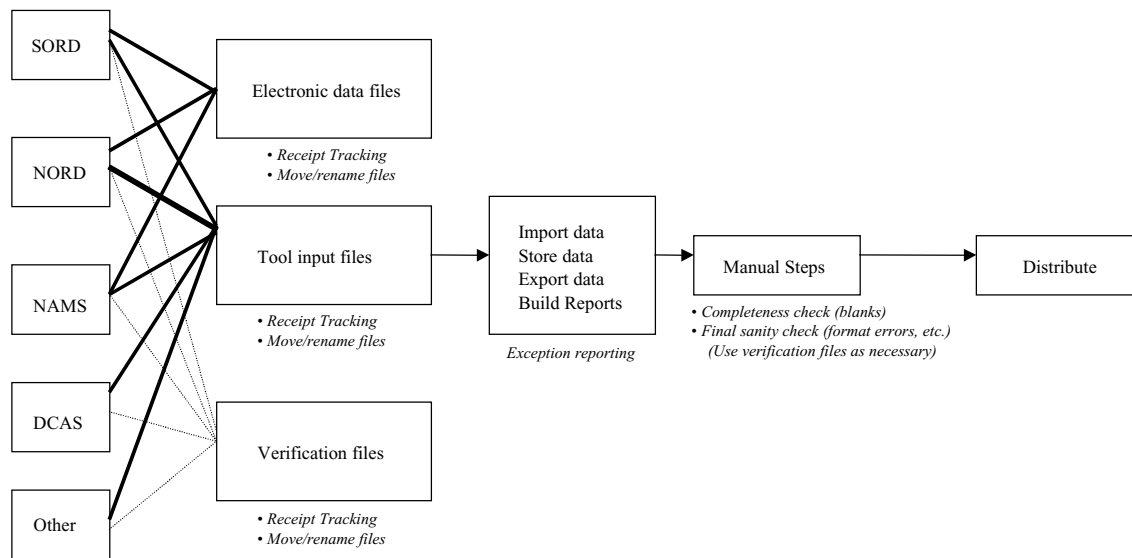 SORD
NORD
NAMS
DCAS
Other
Electronic data files
• Receipt Tracking
• Move/rename files
Tool input files
• Receipt Tracking
• Move/rename files
Verification files
• Receipt Tracking
• Move/rename files
Import data
Store data
Export data
Build Reports
Exception reporting
Manual Steps
• Completeness check (blanks)
• Final sanity check (format errors, etc.)
(Use verification files as necessary)
Distribute